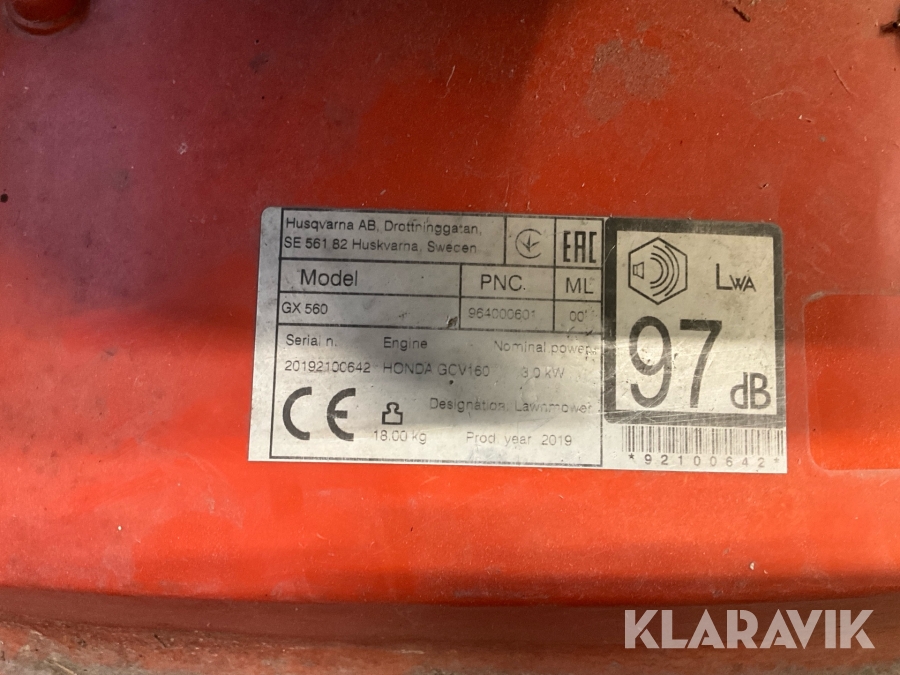 Husqvarna AB, Drottninggatan,
SE 561 82 Huskvarna, Sweden
EAC
Model PNC. ML
GX 560 964000601 00
Serial n. Engine Nominal power
20192100642 HONDA GCV160 3,0 kW
Designation: Lawnmower
CE 18.00 kg Prod. year 2019
LWA
97 dB
*92100642*
KLARAVIK